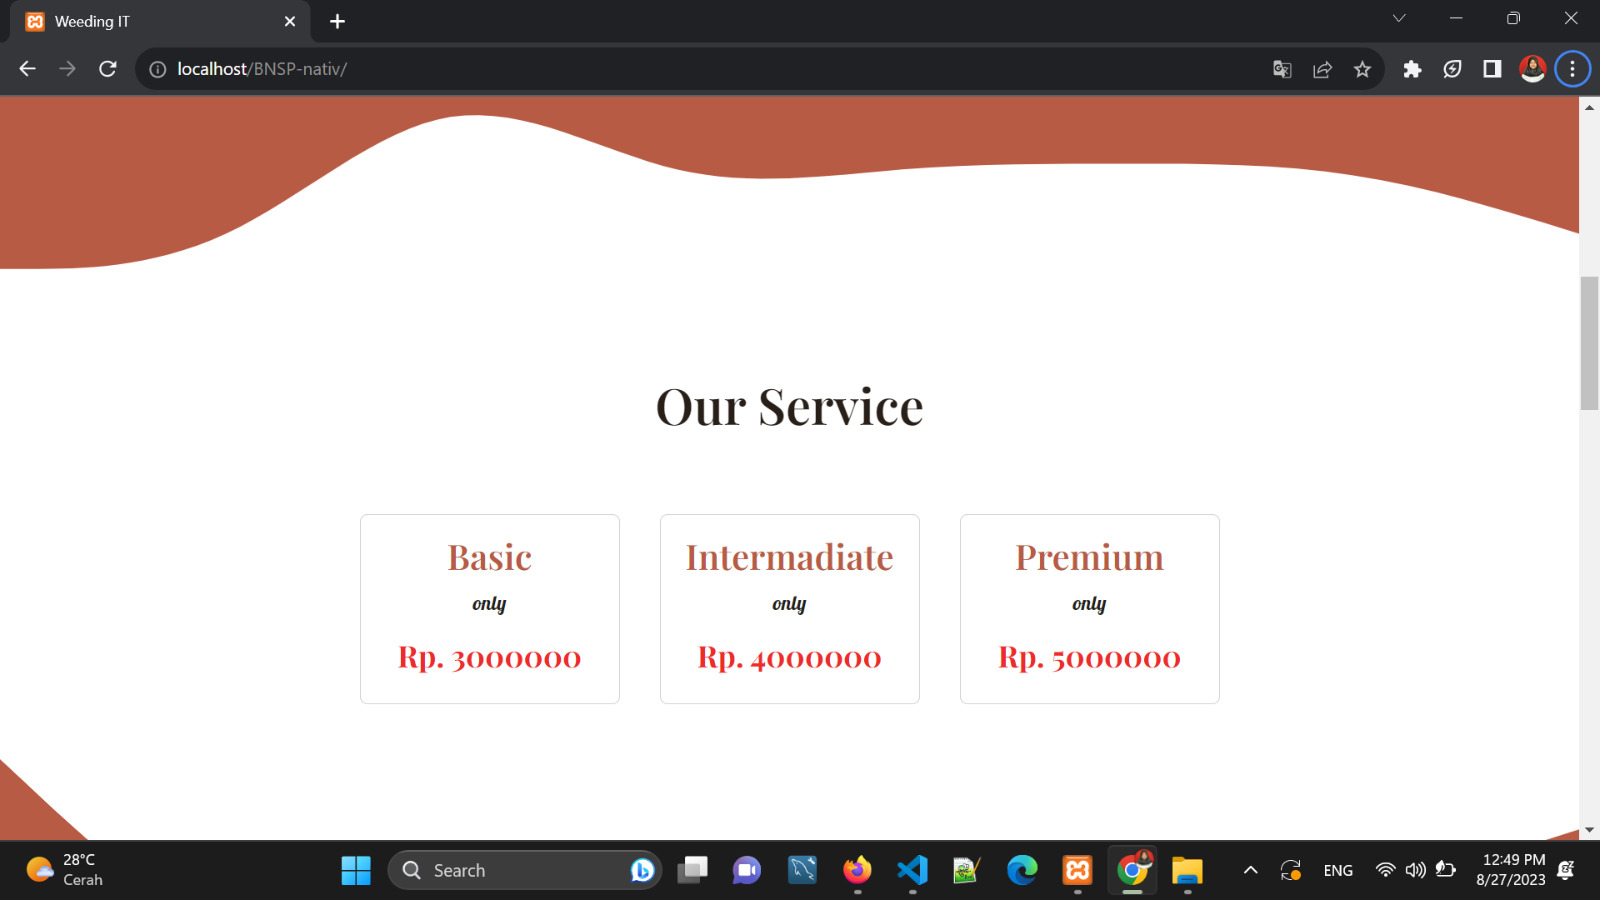 Weeding IT
localhost/BNSP-nativ/
Our Service
Basic
only
Rp. 3000000
Intermadiate
only
Rp. 4000000
Premium
only
Rp. 5000000
28°C
Cerah
Search
ENG
12:49 PM
8/27/2023